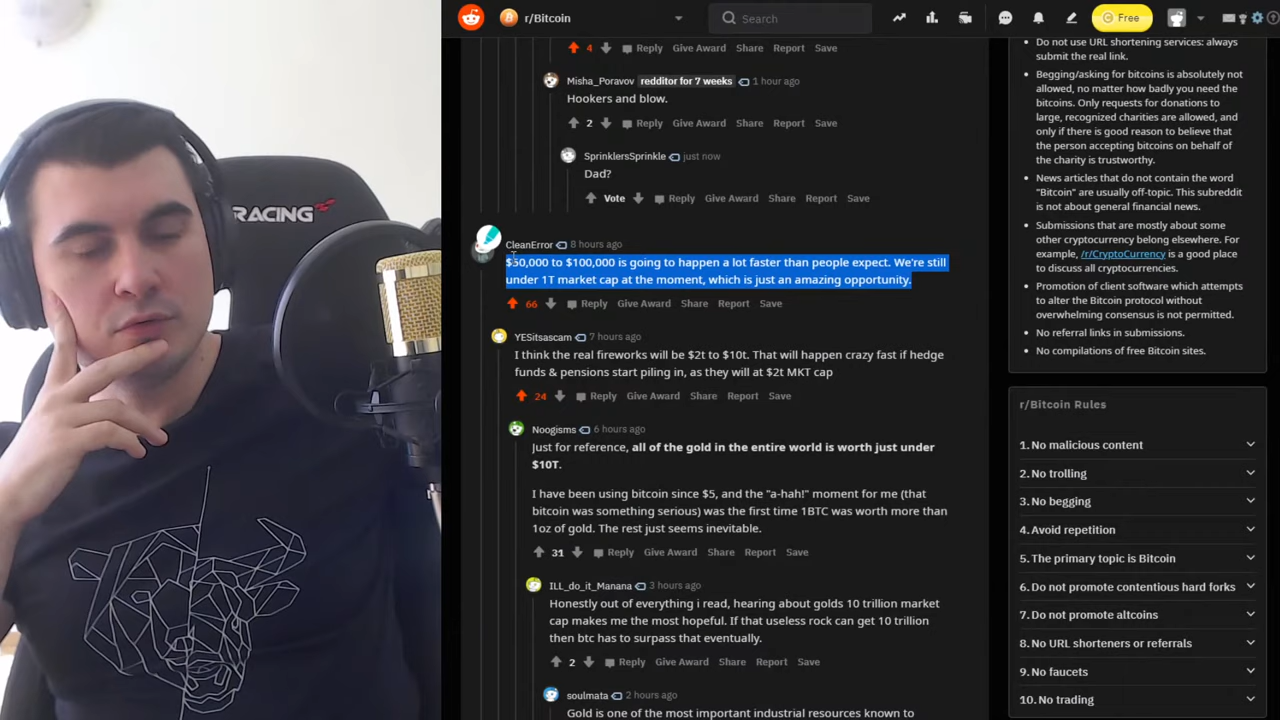 RACING
r/Bitcoin
Search
Free
4 Reply Give Award Share Report Save
Misha_Poravov redditor for 7 weeks 1 hour ago
Hookers and blow.
2 Reply Give Award Share Report Save
SprinklersSprinkle just now
Dad?
Vote Reply Give Award Share Report Save
CleanError 8 hours ago
$50,000 to $100,000 is going to happen a lot faster than people expect. We're still
under 1T market cap at the moment, which is just an amazing opportunity.
66 Reply Give Award Share Report Save
YESitsascam 7 hours ago
I think the real fireworks will be $2t to $10t. That will happen crazy fast if hedge
funds & pensions start piling in, as they will at $2t MKT cap
24 Reply Give Award Share Report Save
Noogisms 6 hours ago
Just for reference, all of the gold in the entire world is worth just under
$10T.
I have been using bitcoin since $5, and the "a-hah!" moment for me (that
bitcoin was something serious) was the first time 1BTC was worth more than
1oz of gold. The rest just seems inevitable.
31 Reply Give Award Share Report Save
ILL_do_it_Manana 3 hours ago
Honestly out of everything i read, hearing about golds 10 trillion market
cap makes me the most hopeful. If that useless rock can get 10 trillion
then btc has to surpass that eventually.
2 Reply Give Award Share Report Save
soulmata 2 hours ago
Gold is one of the most important industrial resources known to
Do not use URL shortening services: always
submit the real link.
Begging/asking for bitcoins is absolutely not
allowed, no matter how badly you need the
bitcoins. Only requests for donations to
large, recognized charities are allowed, and
only if there is good reason to believe that
the person accepting bitcoins on behalf of
the charity is trustworthy.
News articles that do not contain the word
"Bitcoin" are usually off-topic. This subreddit
is not about general financial news.
Submissions that are mostly about some
other cryptocurrency belong elsewhere. For
example, /r/CryptoCurrency is a good place
to discuss all cryptocurrencies.
Promotion of client software which attempts
to alter the Bitcoin protocol without
overwhelming consensus is not permitted.
No referral links in submissions.
No compilations of free Bitcoin sites.
r/Bitcoin Rules
1. No malicious content
2. No trolling
3. No begging
4. Avoid repetition
5. The primary topic is Bitcoin
6. Do not promote contentious hard forks
7. Do not promote altcoins
8. No URL shorteners or referrals
9. No faucets
10. No trading